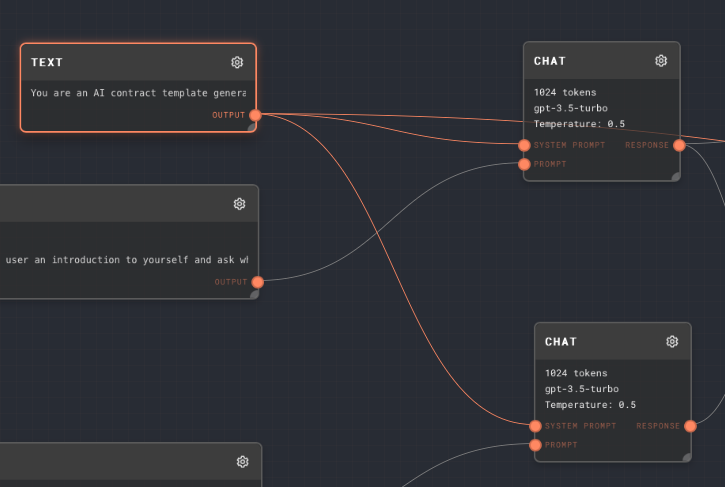 TEXT
You are an AI contract template genera
OUTPUT
CHAT
1024 tokens
gpt-3.5-turbo
Temperature: 0.5
SYSTEM PROMPT RESPONSE
PROMPT
user an introduction to yourself and ask
OUTPUT
CHAT
1024 tokens
gpt-3.5-turbo
Temperature: 0.5
SYSTEM PROMPT RESPONSE
PROMPT